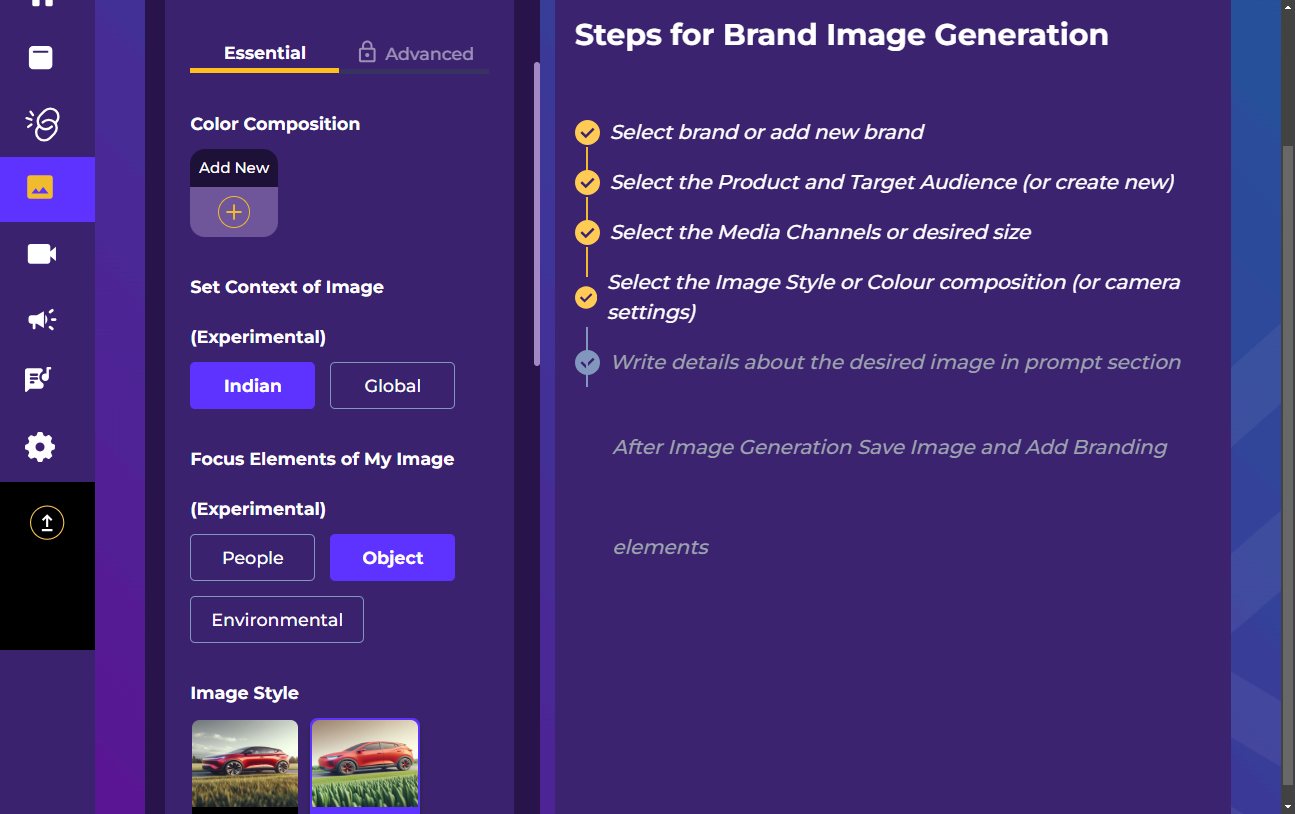 Essential
Advanced
Color Composition
Add New
Set Context of Image
(Experimental)
Indian
Global
Focus Elements of My Image
(Experimental)
People
Object
Environmental
Image Style
Steps for Brand Image Generation
Select brand or add new brand
Select the Product and Target Audience (or create new)
Select the Media Channels or desired size
Select the Image Style or Colour composition (or camera
settings)
Write details about the desired image in prompt section
After Image Generation Save Image and Add Branding
elements